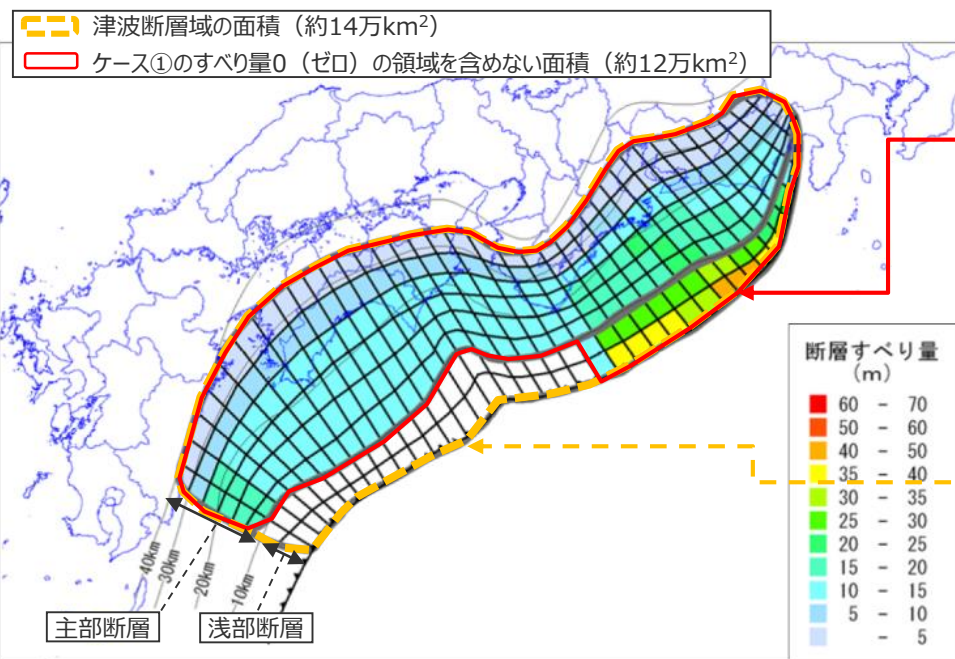 津波断層域の面積（約14万km²）
ケース①のすべり量0（ゼロ）の領域を含めない面積（約12万km²）
断層すべり量
（m）
60 － 70
50 － 60
40 － 50
35 － 40
30 － 35
25 － 30
20 － 25
15 － 20
10 － 15
5 － 10
－ 5
40km
30km
20km
10km
主部断層
浅部断層